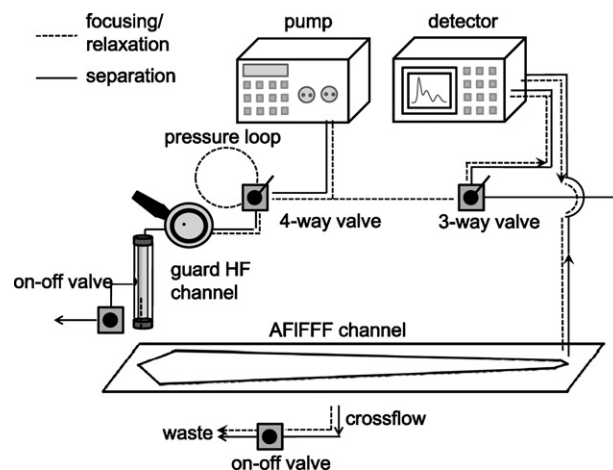 focusing/
relaxation
separation
pump
detector
pressure loop
4-way valve
3-way valve
guard HF
channel
on-off valve
AFlFFF channel
crossflow
waste
on-off valve